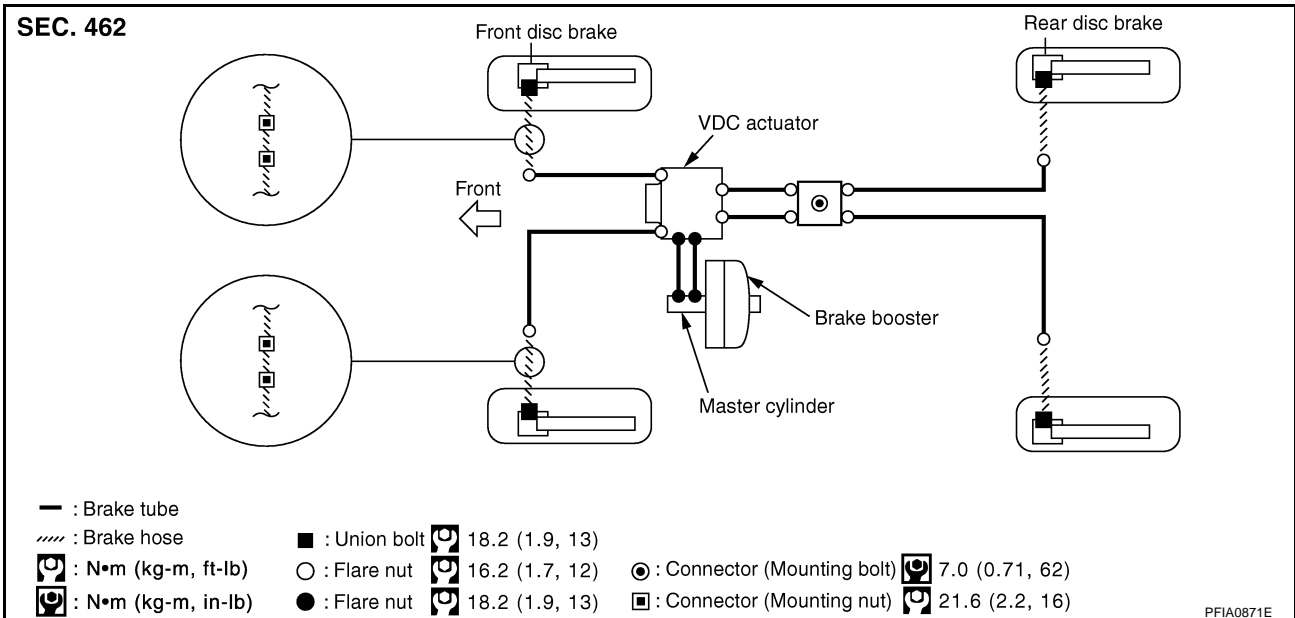 SEC. 462
Front disc brake
Rear disc brake
VDC actuator
Front
Brake booster
Master cylinder
: Brake tube
: Brake hose
: N•m (kg-m, ft-lb)
: N•m (kg-m, in-lb)
: Union bolt 18.2 (1.9, 13)
: Flare nut 16.2 (1.7, 12)
: Flare nut 18.2 (1.9, 13)
: Connector (Mounting bolt) 7.0 (0.71, 62)
: Connector (Mounting nut) 21.6 (2.2, 16)
PFIA0871E